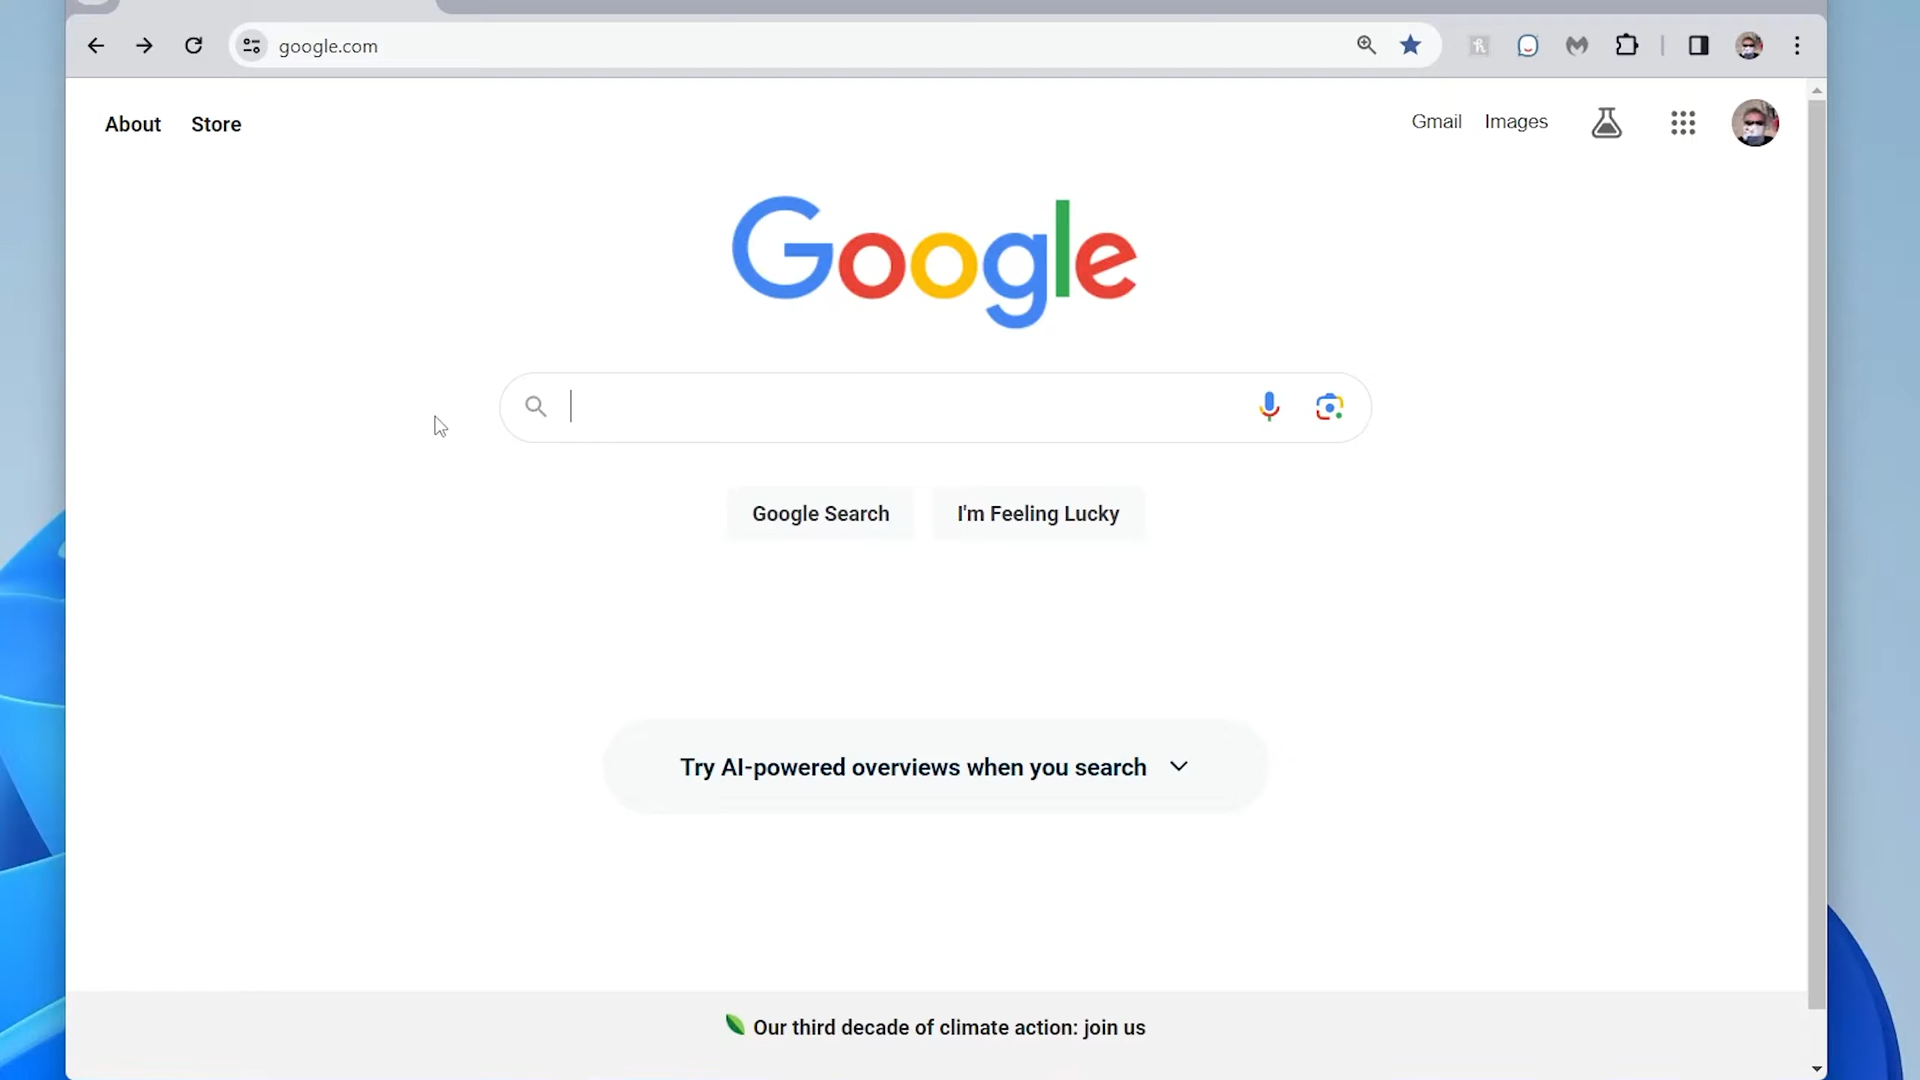 google.com
About Store
Gmail Images
Google
Google Search I'm Feeling Lucky
Try AI-powered overviews when you search
Our third decade of climate action: join us